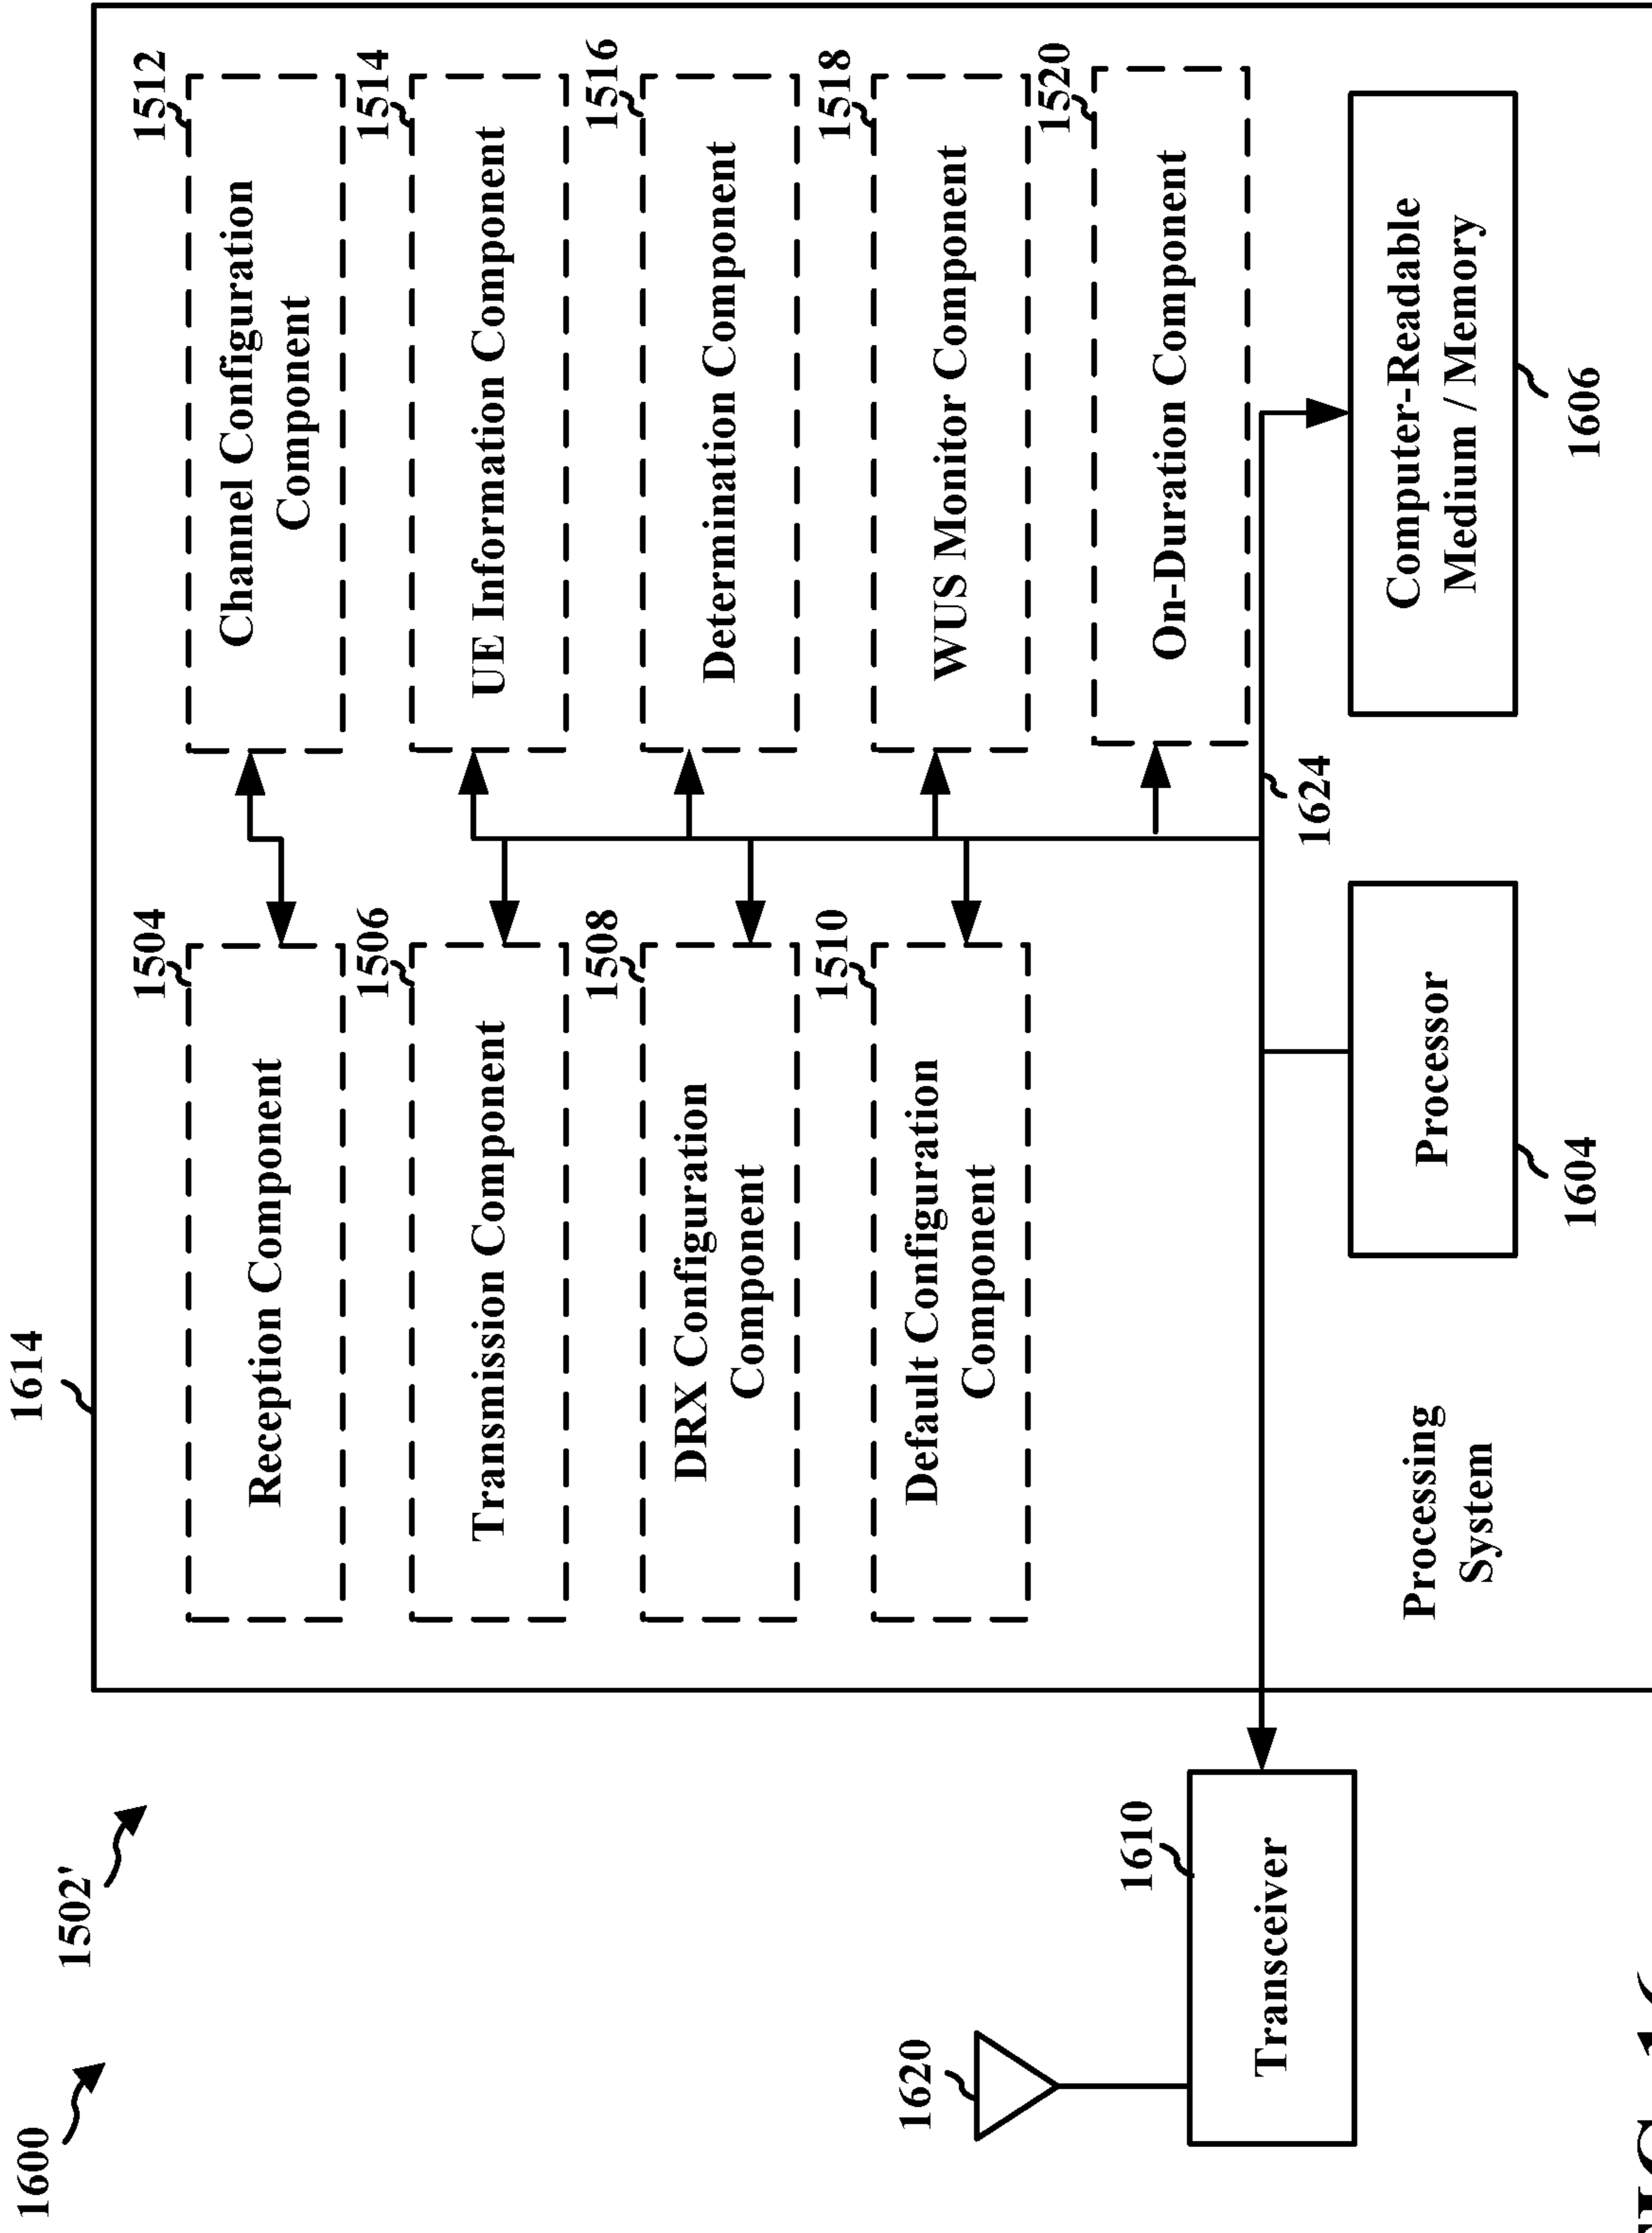 1600
1502'
1614
1504
Reception Component
1512
Channel Configuration
Component
1506
Transmission Component
1514
UE Information Component
1508
DRX Configuration
Component
1516
Determination Component
1510
Default Configuration
Component
1518
WUS Monitor Component
1520
On-Duration Component
1620
1610
Transceiver
1624
Processing
System
Processor
1604
Computer-Readable
Medium / Memory
1606